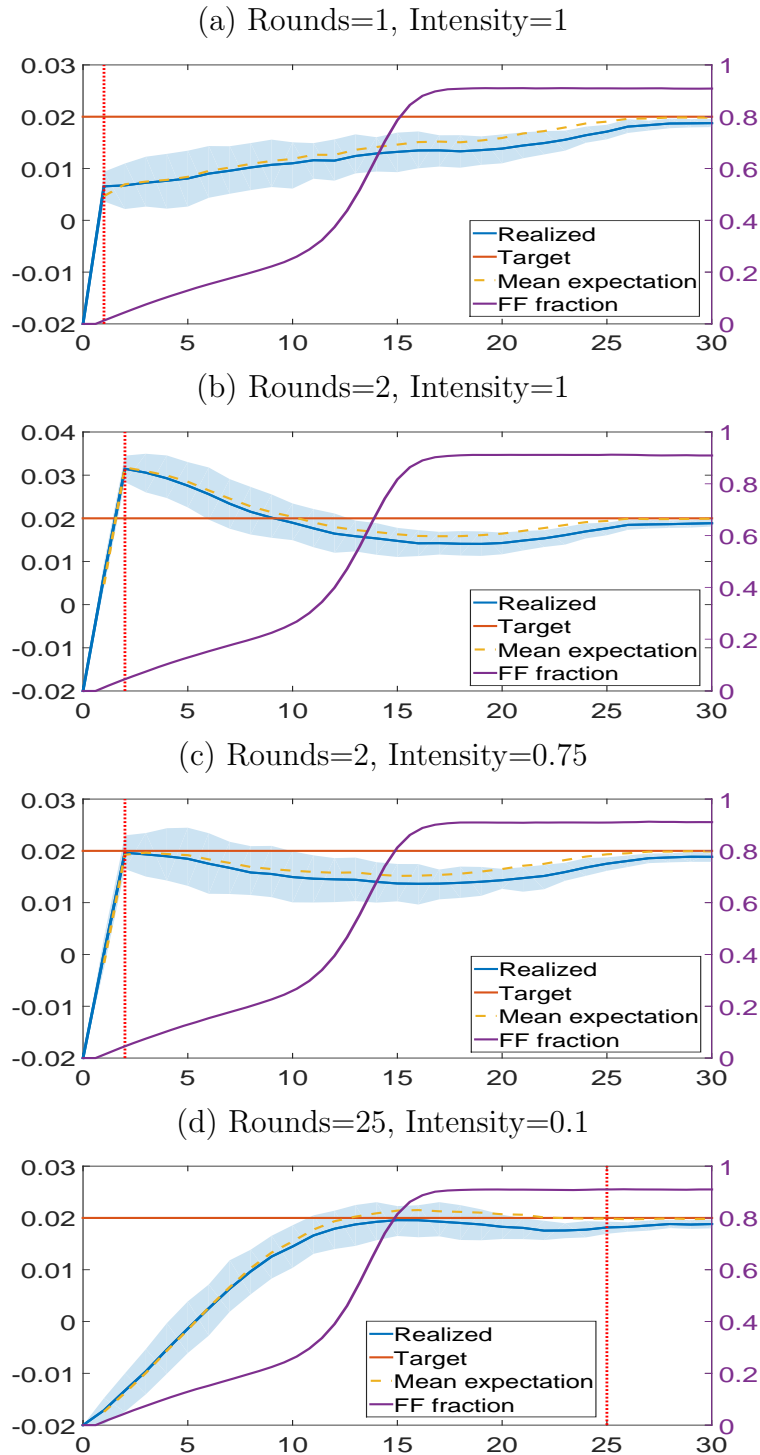 (a) Rounds=1, Intensity=1
0.03
0.02
0.01
0
-0.01
-0.02
1
0.8
0.6
0.4
0.2
0
Realized
Target
Mean expectation
FF fraction
0 5 10 15 20 25 30
(b) Rounds=2, Intensity=1
0.04
0.03
0.02
0.01
0
-0.01
-0.02
1
0.8
0.6
0.4
0.2
0
Realized
Target
Mean expectation
FF fraction
0 5 10 15 20 25 30
(c) Rounds=2, Intensity=0.75
0.03
0.02
0.01
0
-0.01
-0.02
1
0.8
0.6
0.4
0.2
0
Realized
Target
Mean expectation
FF fraction
0 5 10 15 20 25 30
(d) Rounds=25, Intensity=0.1
0.03
0.02
0.01
0
-0.01
-0.02
1
0.8
0.6
0.4
0.2
0
Realized
Target
Mean expectation
FF fraction
0 5 10 15 20 25 30